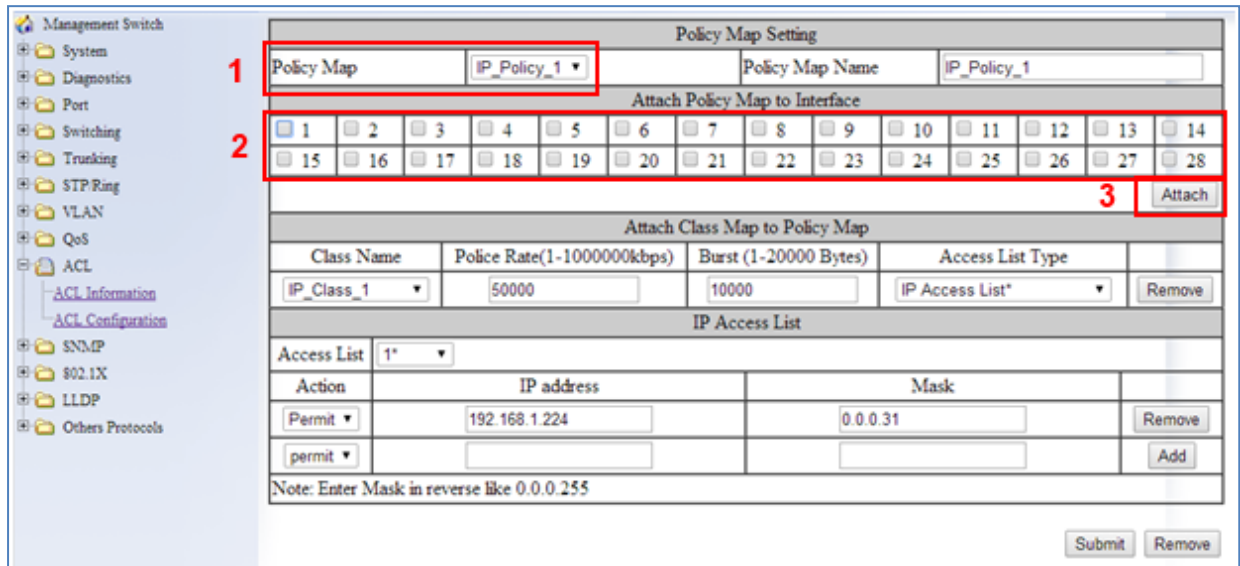 Management Switch
System
Diagnostics
Port
Switching
Trunking
STP/Ring
VLAN
QoS
ACL
ACL Information
ACL Configuration
SNMP
802.1X
LLDP
Others Protocols
Policy Map Setting
1
Policy Map IP_Policy_1 Policy Map Name IP_Policy_1
Attach Policy Map to Interface
2
1 2 3 4 5 6 7 8 9 10 11 12 13 14
15 16 17 18 19 20 21 22 23 24 25 26 27 28
3 Attach
Attach Class Map to Policy Map
Class Name Police Rate(1-1000000kbps) Burst (1-20000 Bytes) Access List Type
IP_Class_1 50000 10000 IP Access List* Remove
IP Access List
Access List 1*
Action IP address Mask
Permit 192.168.1.224 0.0.0.31 Remove
permit Add
Note: Enter Mask in reverse like 0.0.0.255
Submit Remove